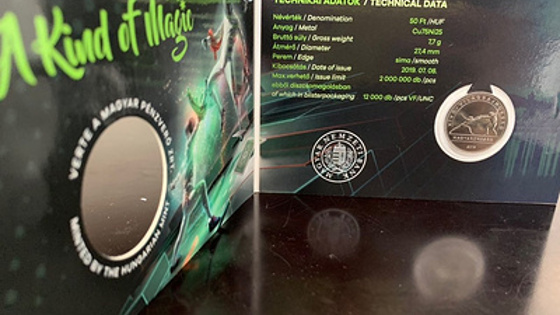 A Kind of Magic
VERTE A MAGYAR PÉNZVERŐ ZRT.
MINTED BY THE HUNGARIAN MINT
TECHNIKAI ADATOK / TECHNICAL DATA
Névérték / Denomination 50 Ft /HUF
Anyag / Metal Cu75Ni25
Bruttó súly / Gross weight 7,7 g
Átmérő / Diameter 27,4 mm
Perem / Edge sima /smooth
Kibocsátás / Date of issue 2019. 07. 08.
Max.verhető / Issue limit 2 000 000 db /pcs
ebből díszcsomagolásban
of which in blisterpackaging 12 000 db /pcs VF/UNC
MAGYAR NEMZETI BANK